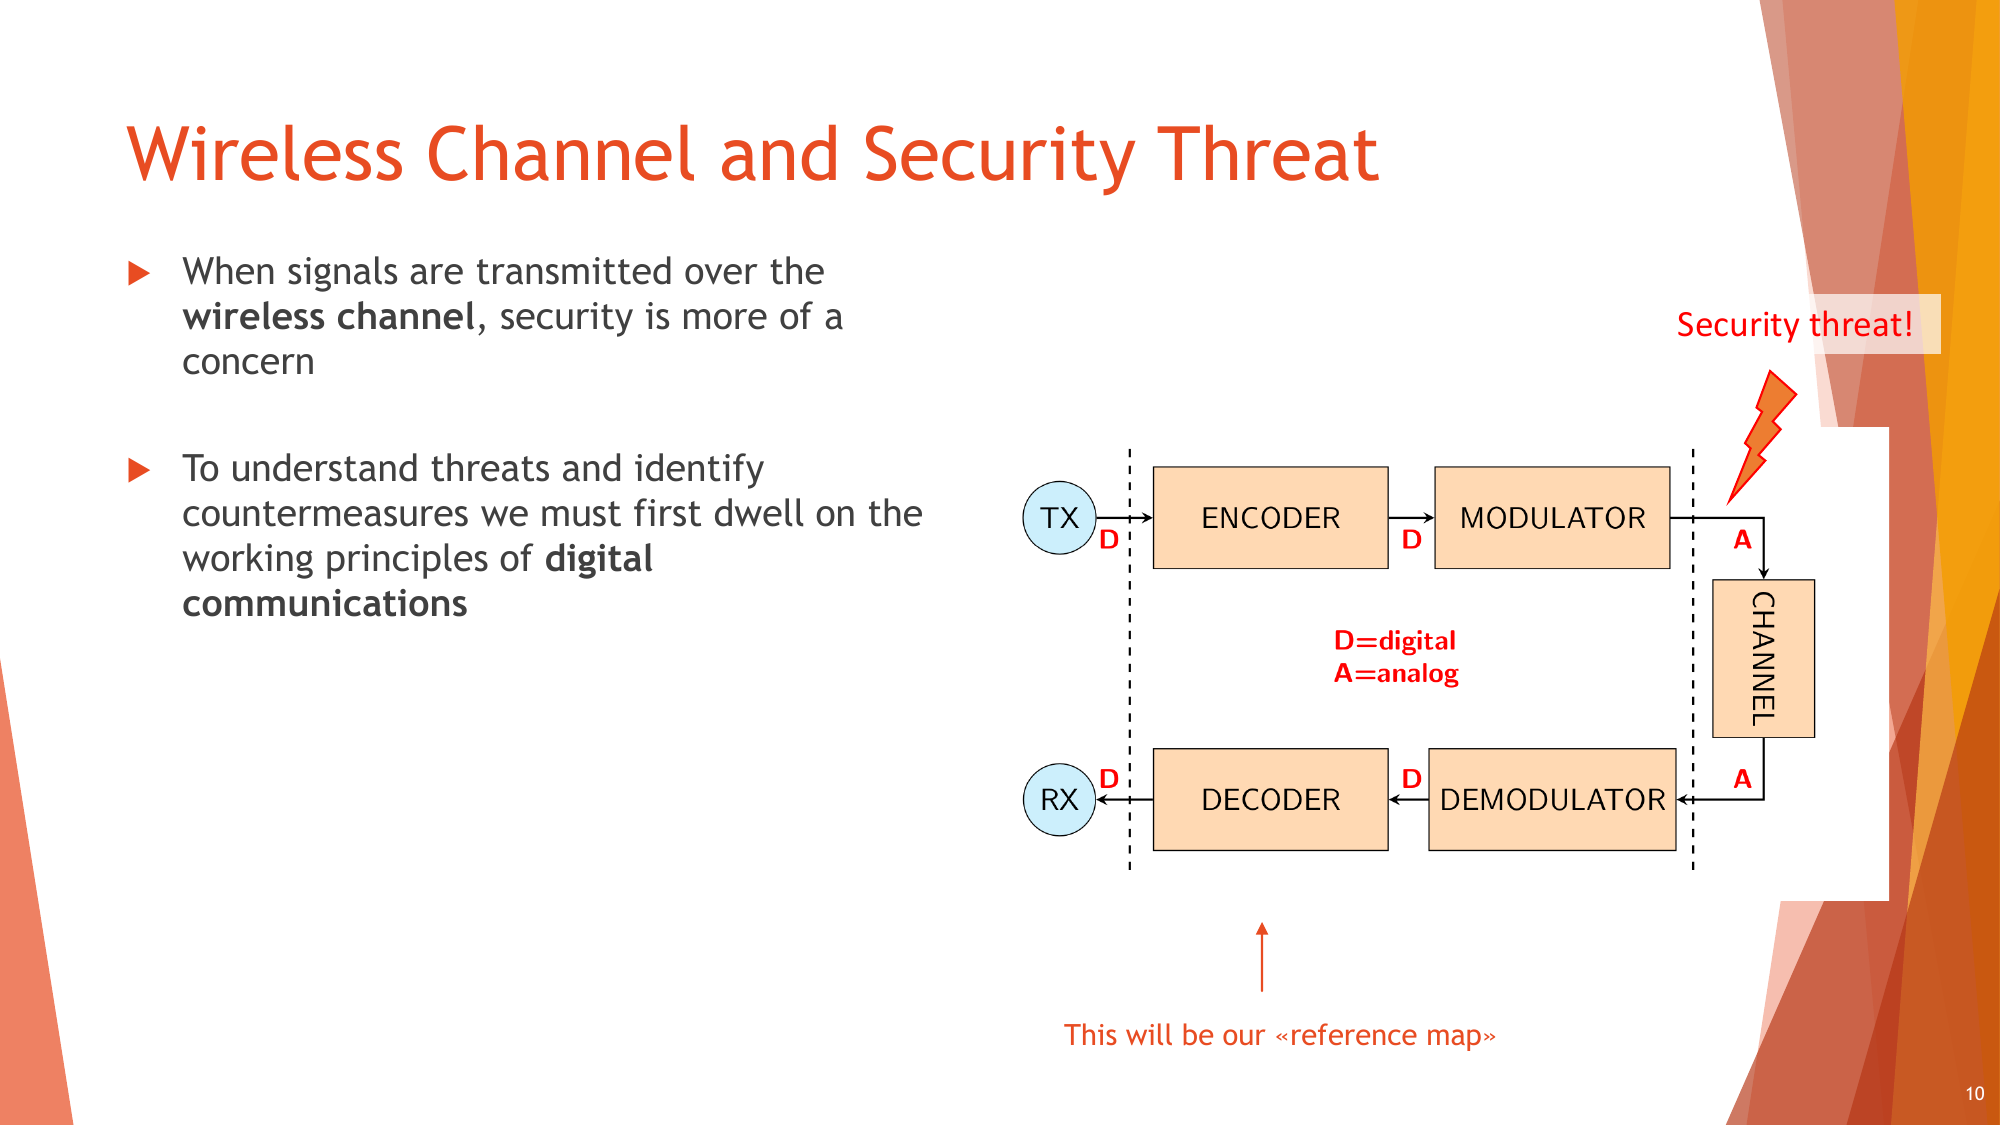 Wireless Channel and Security Threat
When signals are transmitted over the
wireless channel, security is more of a
concern
To understand threats and identify
countermeasures we must first dwell on the
working principles of digital
communications
Security threat!
TX
D
ENCODER
D
MODULATOR
A
CHANNEL
D=digital
A=analog
RX
D
DECODER
D
DEMODULATOR
A
This will be our «reference map»
10